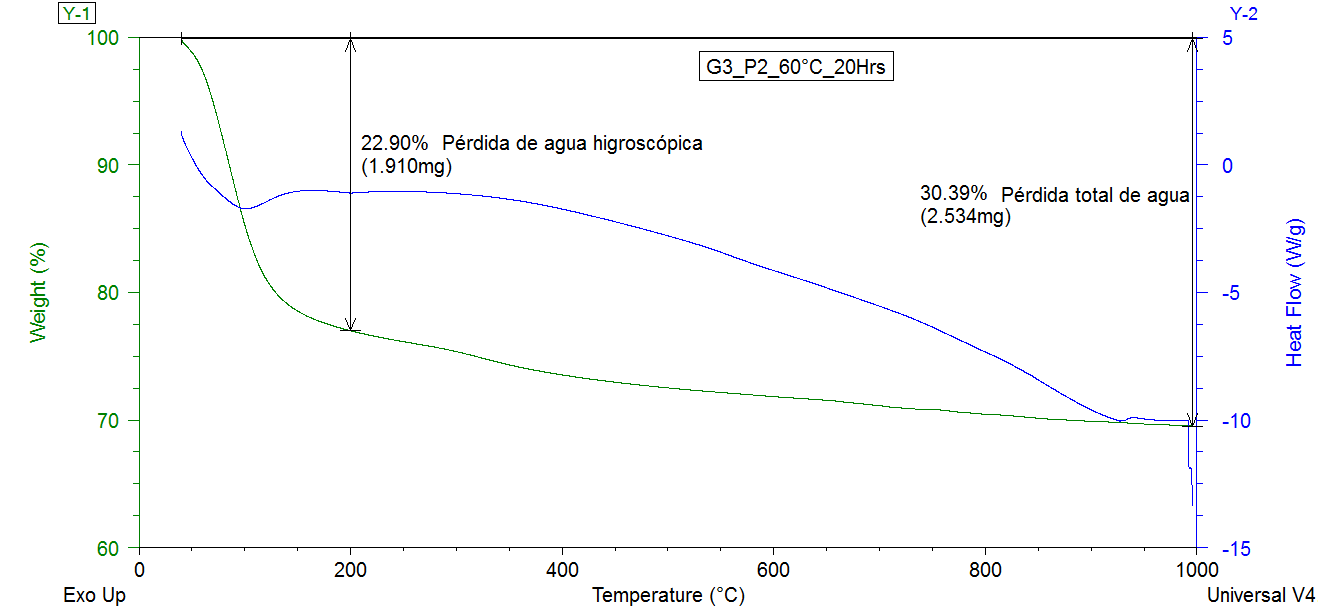 Y-1
Y-2
100
90
80
70
60
Weight (%)
G3_P2_60°C_20Hrs
22.90% Pérdida de agua higroscópica
(1.910mg)
30.39% Pérdida total de agua
(2.534mg)
5
0
-5
-10
-15
Heat Flow (W/g)
0
200
400
600
800
1000
Exo Up
Temperature (°C)
Universal V4